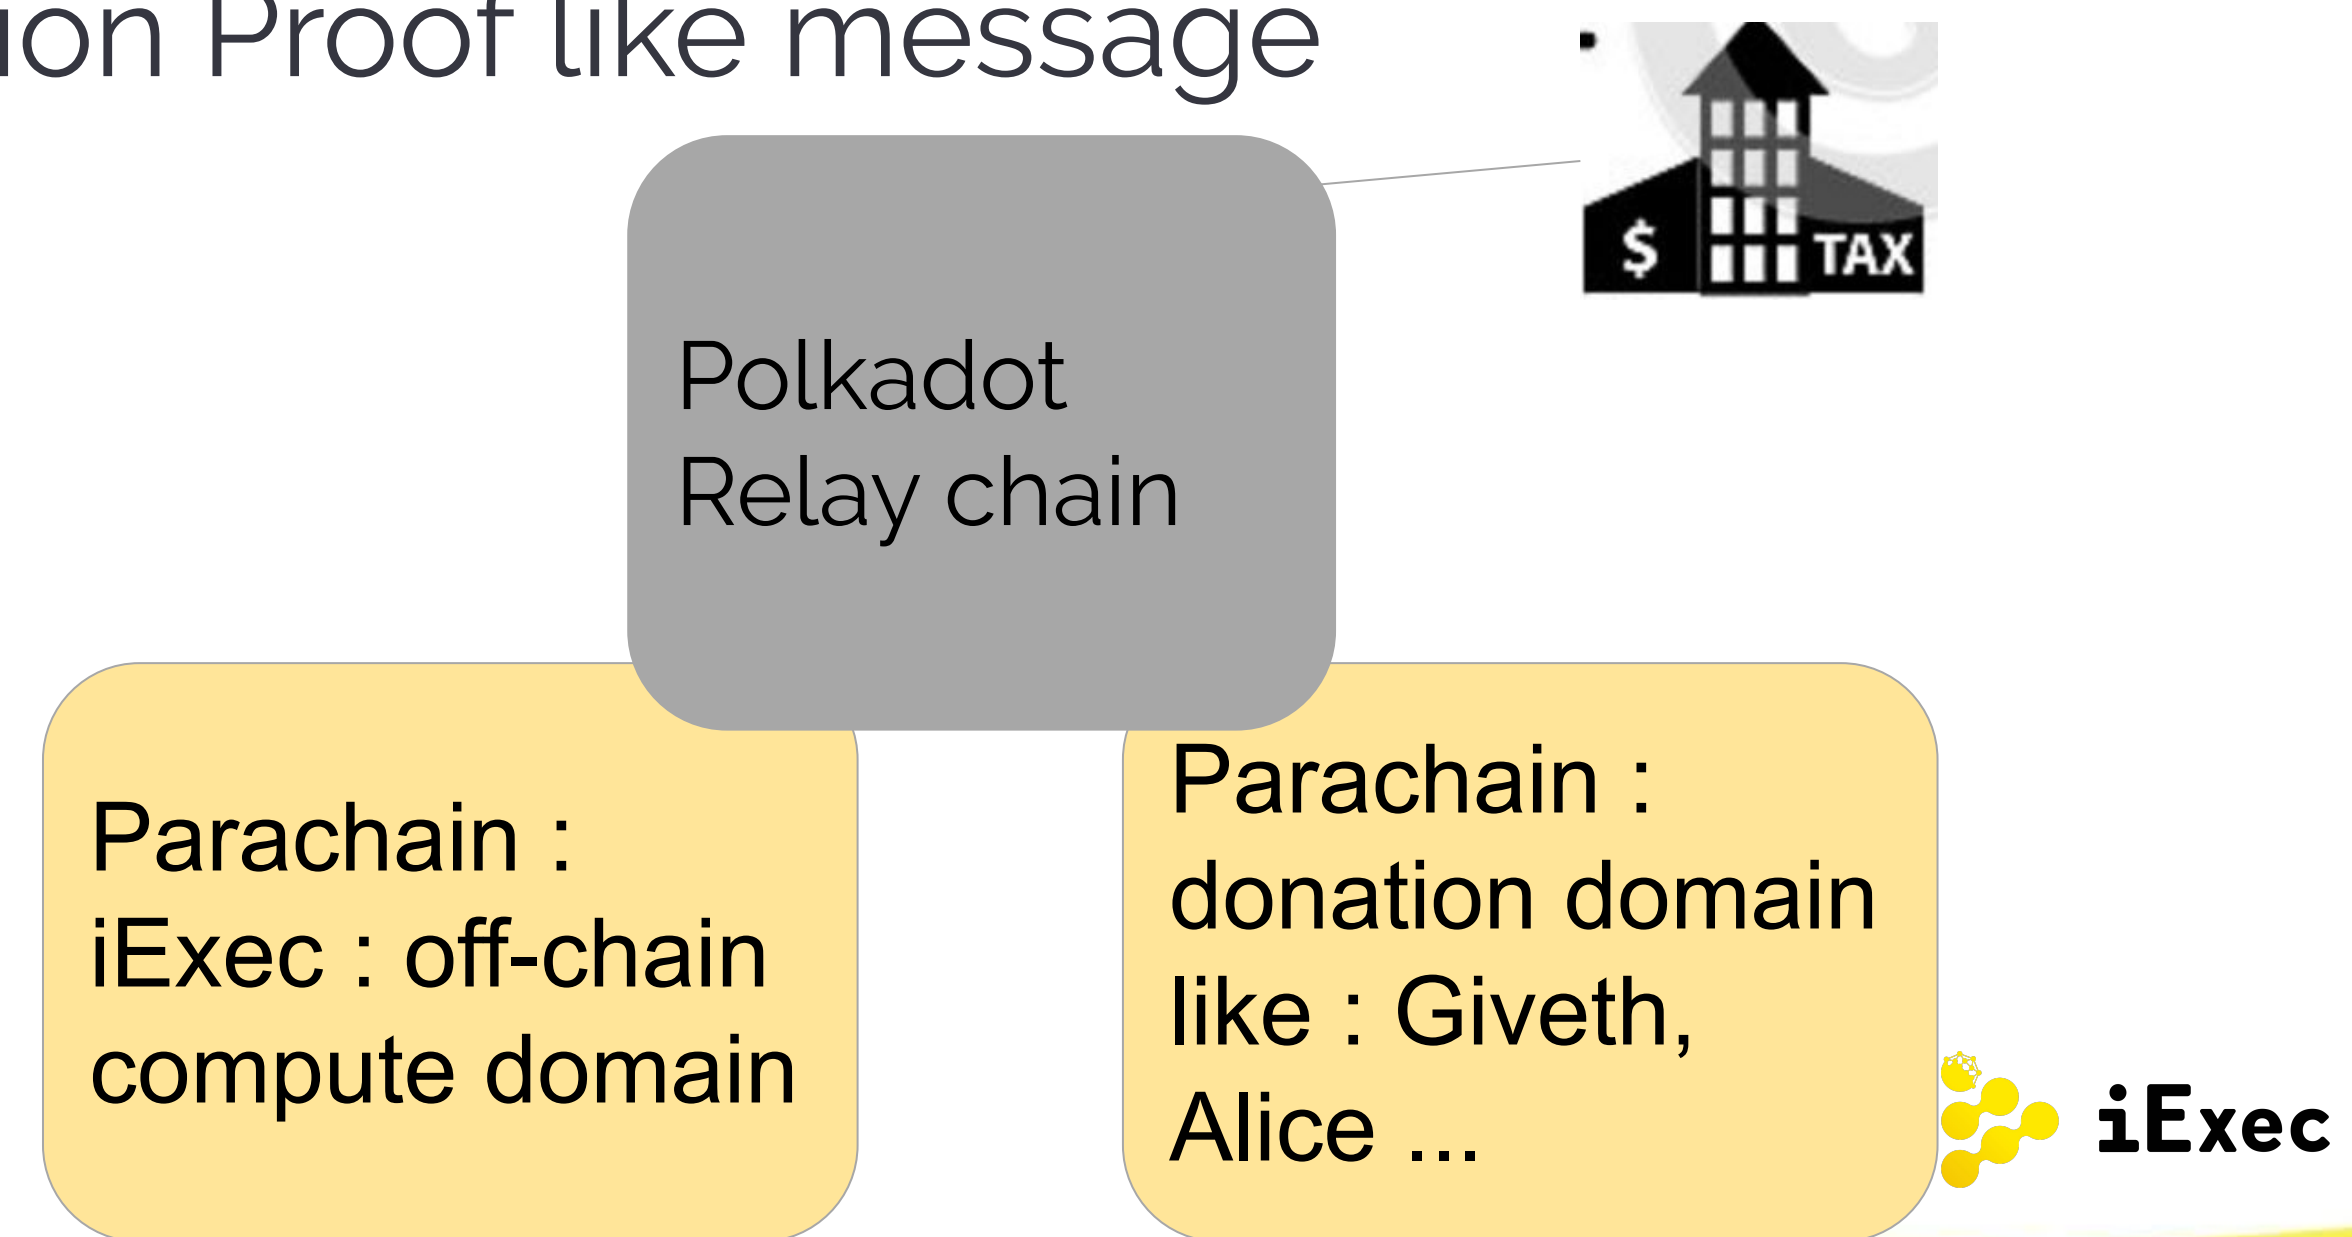 ion Proof like message
$ TAX
Polkadot
Relay chain
Parachain :
iExec : off-chain
compute domain
Parachain :
donation domain
like : Giveth,
Alice ...
iExec